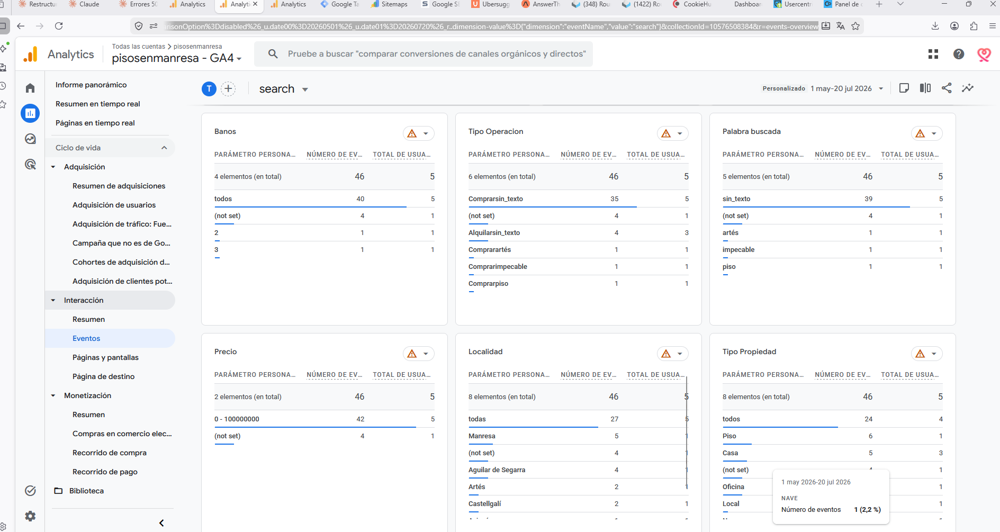 Restructu
Claude
Errores 50
Analytics
Analyti
Analytics
Google Ta
Sitemaps
Google SE
Ubersugg
AnswerTh
(348) Rou
(1422) Ro
CookieHu
Dashboar
Usercentr
Panel de c
arisonOption%3Ddisabled%26_u.date00%3D20260501%26_u.date01%3D20260720%26_r..dimension-value%3D{"dimension":"eventName","value":"search"}&collectionId=10576508384&r=events-overview
Analytics
Todas las cuentas > pisosenmanresa
pisosenmanresa - GA4
Pruebe a buscar "comparar conversiones de canales orgánicos y directos"
Informe panorámico
Resumen en tiempo real
Páginas en tiempo real
Ciclo de vida
Adquisición
Resumen de adquisiciones
Adquisición de usuarios
Adquisición de tráfico: Fue...
Campaña que no es de Go...
Cohortes de adquisición d...
Adquisición de clientes pot...
Interacción
Resumen
Eventos
Páginas y pantallas
Página de destino
Monetización
Resumen
Compras en comercio elec...
Recorrido de compra
Recorrido de pago
Biblioteca
T
search
Personalizado 1 may-20 jul 2026
Banos
PARÁMETRO PERSONA... NÚMERO DE EV... TOTAL DE USUA...
4 elementos (en total) 46 5
todos 40 5
(not set) 4 1
2 1 1
3 1 1
Tipo Operacion
PARÁMETRO PERSONA... NÚMERO DE EV... TOTAL DE USUA...
6 elementos (en total) 46 5
Comprarsin_texto 35 5
(not set) 4 1
Alquilarsin_texto 4 3
Comprarartés 1 1
Comprarimpecable 1 1
Comprarpiso 1 1
Palabra buscada
PARÁMETRO PERSONA... NÚMERO DE EV... TOTAL DE USUA...
5 elementos (en total) 46 5
sin_texto 39 5
(not set) 4 1
artés 1 1
impecable 1 1
piso 1 1
Precio
PARÁMETRO PERSONA... NÚMERO DE EV... TOTAL DE USUA...
2 elementos (en total) 46 5
0 - 100000000 42 5
(not set) 4 1
Localidad
PARÁMETRO PERSONA... NÚMERO DE EV... TOTAL DE USUA...
8 elementos (en total) 46 5
todas 27 5
Manresa 5 1
(not set) 4 1
Aguilar de Segarra 4 1
Artés 2 1
Castellgalí 2 1
Tipo Propiedad
PARÁMETRO PERSONA... NÚMERO DE EV... TOTAL DE USUA...
8 elementos (en total) 46 5
todos 24 4
Piso 6 1
Casa 5 3
(not set) 4 1
Oficina 1
Local 1
1 may 2026-20 jul 2026
NAVE
Número de eventos 1 (2,2 %)